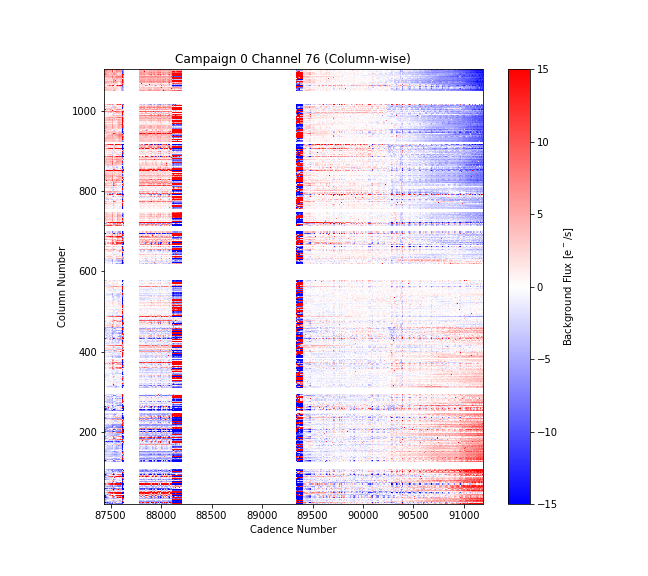 Campaign 0 Channel 76 (Column-wise)
1000
800
600
400
200
Column Number
87500 88000 88500 89000 89500 90000 90500 91000
Cadence Number
15
10
5
0
−5
−10
−15
Background Flux [e⁻/s]